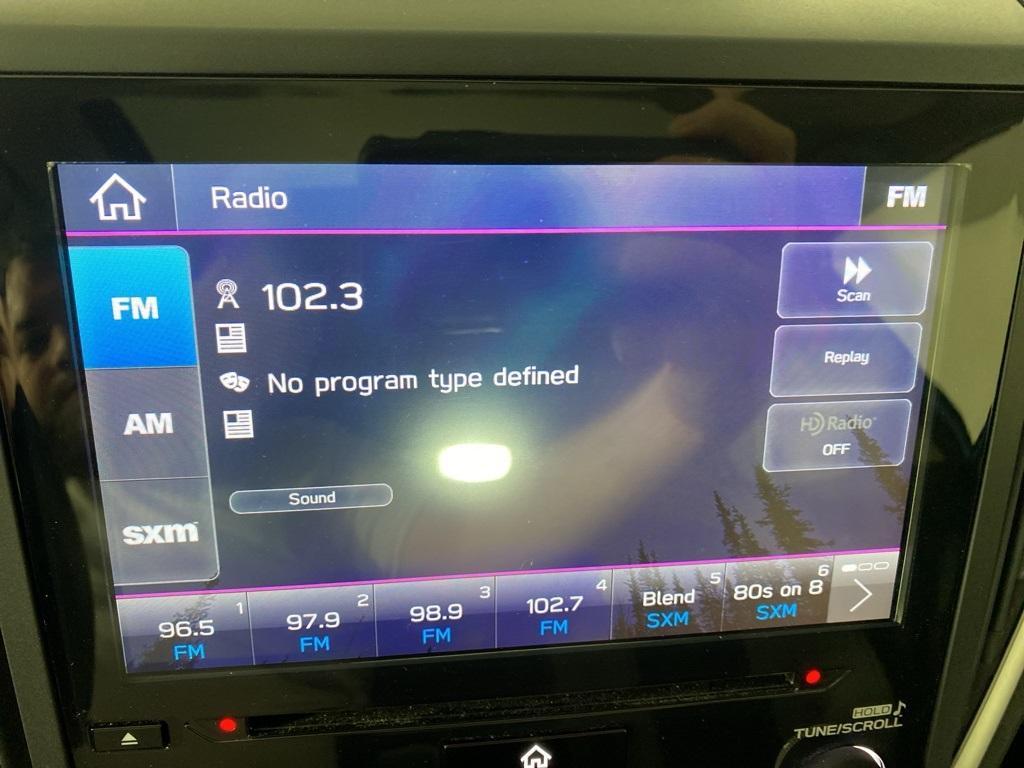 Radio
FM
FM
102.3
Scan
No program type defined
Replay
AM
HD Radio
OFF
Sound
sxm
1
96.5
FM
2
97.9
FM
3
98.9
FM
4
102.7
FM
5
Blend
SXM
6
80s on 8
SXM
HOLD
TUNE/SCROLL